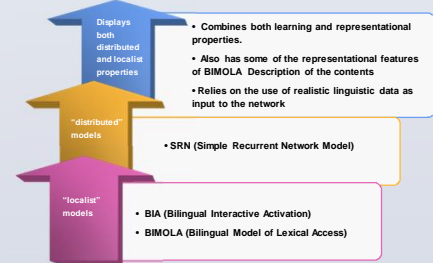 Displays
both
distributed
and localist
properties
• Combines both learning and representational
properties.
• Also has some of the representational features
of BIMOLA Description of the contents
• Relies on the use of realistic linguistic data as
input to the network
"distributed"
models
• SRN (Simple Recurrent Network Model)
"localist"
models
• BIA (Bilingual Interactive Activation)
• BIMOLA (Bilingual Model of Lexical Access)